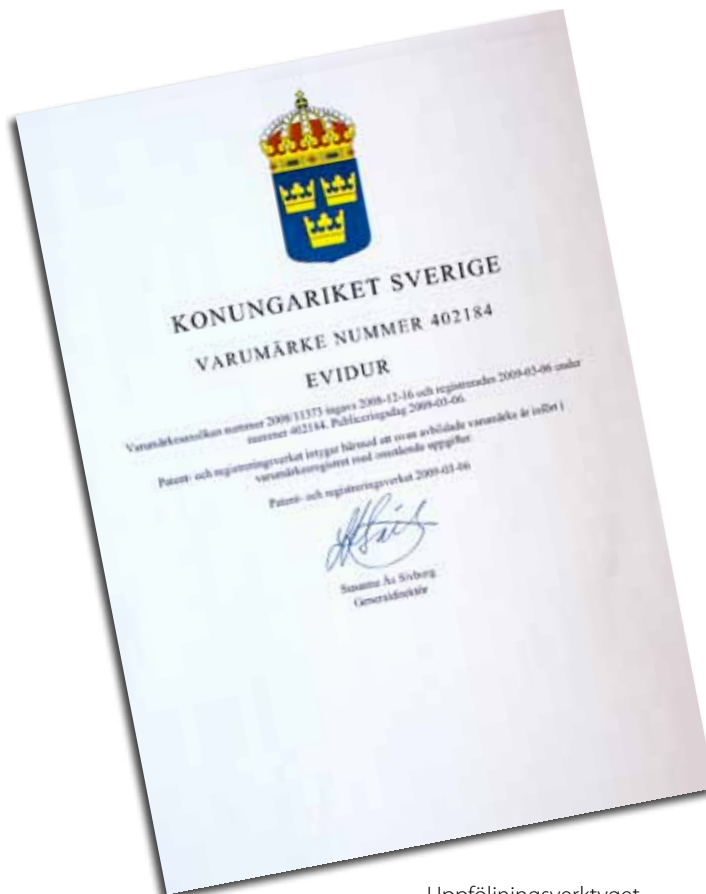 KONUNGARIKET SVERIGE
VARUMÄRKE NUMMER 402184
EVIDUR
Varumärkesansökan nummer 2008/11373 ingavs 2008-12-16 och registrerades 2009-03-06 under
nummer 402184. Publiceringsdag 2009-03-06.
Patent- och registreringsverket intygar härmed att ovan avbildade varumärke är infört i
varumärkesregistret med omstående uppgifter.
Patent- och registreringsverket 2009-03-06
Susanne Ås Sivborg
Generaldirektör
Uppföljningsverktyget